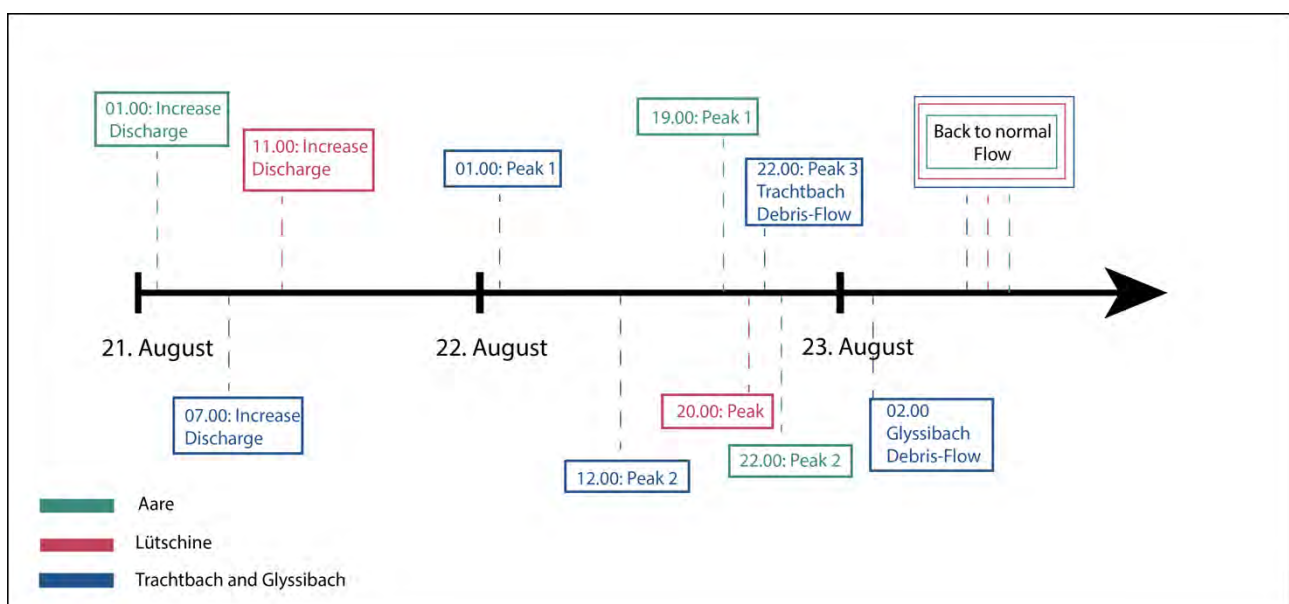 01.00: Increase
Discharge
11.00: Increase
Discharge
01.00: Peak 1
19.00: Peak 1
22.00: Peak 3
Trachtbach
Debris-Flow
Back to normal
Flow
21. August
22. August
23. August
07.00: Increase
Discharge
12.00: Peak 2
20.00: Peak
22.00: Peak 2
02.00
Glyssibach
Debris-Flow
Aare
Lütschine
Trachtbach and Glyssibach